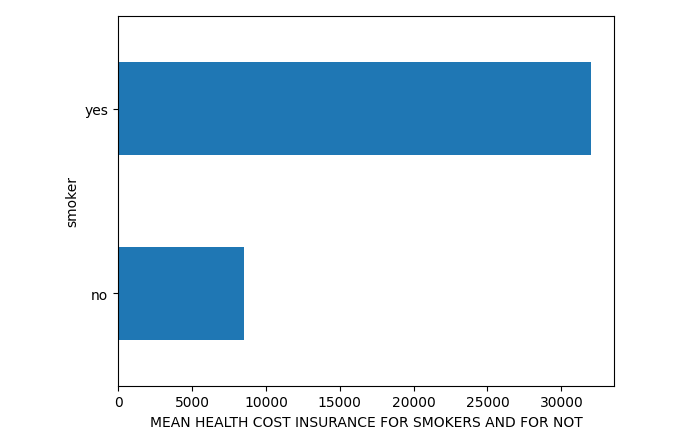 yes
smoker
no
0 5000 10000 15000 20000 25000 30000
MEAN HEALTH COST INSURANCE FOR SMOKERS AND FOR NOT